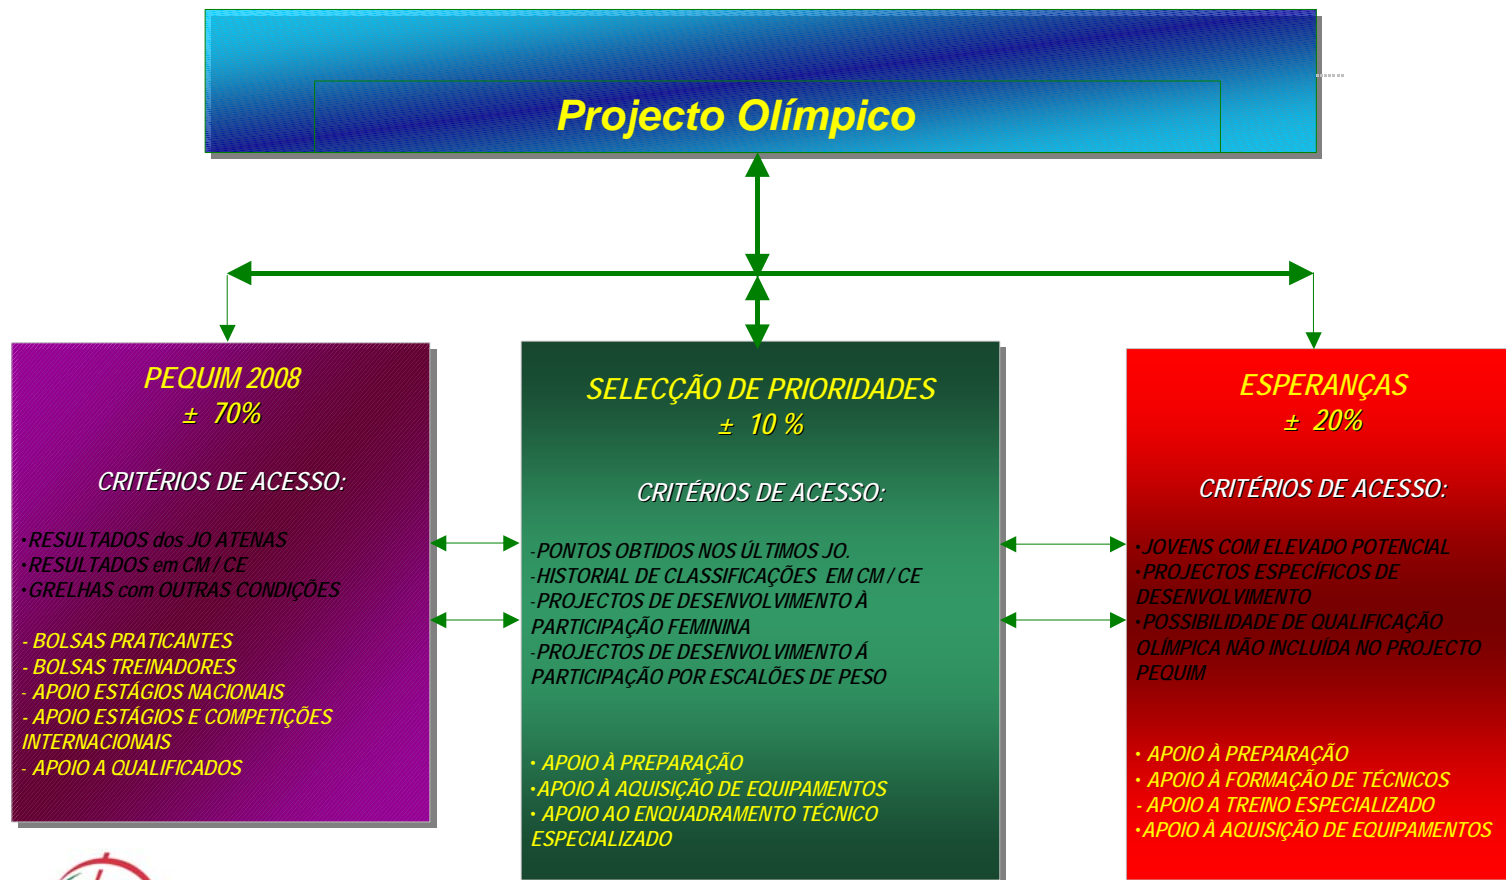 Projecto Olímpico
PEQUIM 2008
± 70%
CRITÉRIOS DE ACESSO:
•RESULTADOS dos JO ATENAS
•RESULTADOS em CM / CE
•GRELHAS com OUTRAS CONDIÇÕES
- BOLSAS PRATICANTES
- BOLSAS TREINADORES
- APOIO ESTÁGIOS NACIONAIS
- APOIO ESTÁGIOS E COMPETIÇÕES
INTERNACIONAIS
- APOIO A QUALIFICADOS
SELECÇÃO DE PRIORIDADES
± 10 %
CRITÉRIOS DE ACESSO:
-PONTOS OBTIDOS NOS ÚLTIMOS JO.
-HISTORIAL DE CLASSIFICAÇÕES EM CM / CE
-PROJECTOS DE DESENVOLVIMENTO À
PARTICIPAÇÃO FEMININA
-PROJECTOS DE DESENVOLVIMENTO Á
PARTICIPAÇÃO POR ESCALÕES DE PESO
• APOIO À PREPARAÇÃO
•APOIO À AQUISIÇÃO DE EQUIPAMENTOS
• APOIO AO ENQUADRAMENTO TÉCNICO
ESPECIALIZADO
ESPERANÇAS
± 20%
CRITÉRIOS DE ACESSO:
•JOVENS COM ELEVADO POTENCIAL
•PROJECTOS ESPECÍFICOS DE
DESENVOLVIMENTO
•POSSIBILIDADE DE QUALIFICAÇÃO
OLÍMPICA NÃO INCLUÍDA NO PROJECTO
PEQUIM
• APOIO À PREPARAÇÃO
• APOIO À FORMAÇÃO DE TÉCNICOS
- APOIO A TREINO ESPECIALIZADO
•APOIO À AQUISIÇÃO DE EQUIPAMENTOS